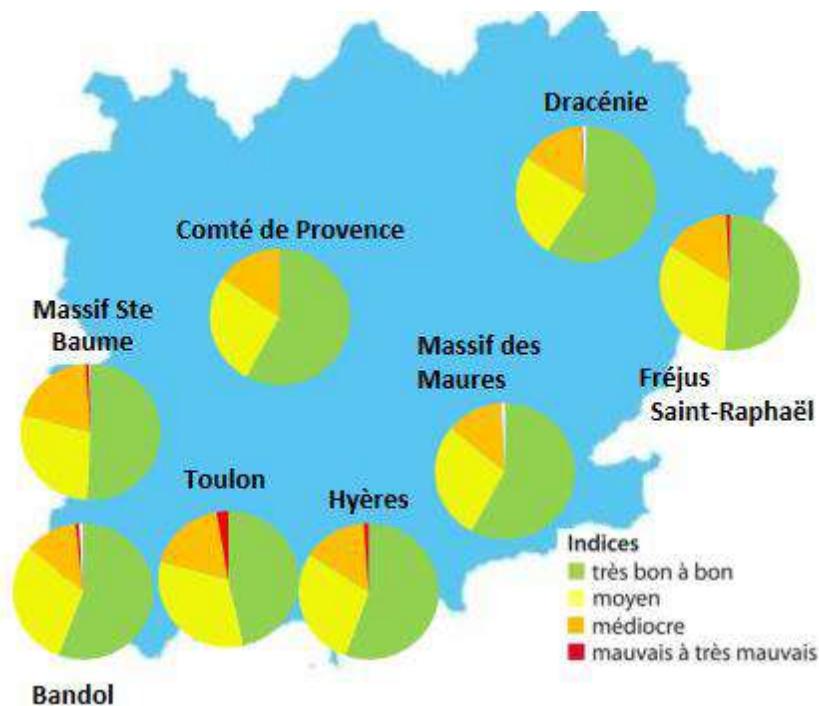 Dracénie
Comté de Provence
Massif Ste
Baume
Massif des
Maures
Fréjus
Saint-Raphaël
Toulon
Hyères
Bandol
Indices
très bon à bon
moyen
médiocre
mauvais à très mauvais